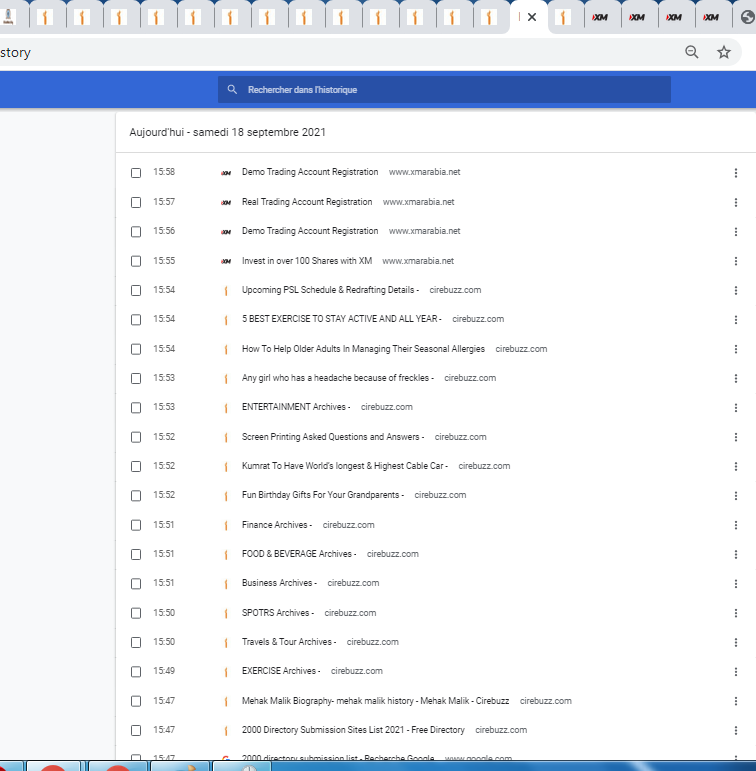 story
Rechercher dans l'historique
Aujourd'hui - samedi 18 septembre 2021
15:58 XM Demo Trading Account Registration www.xmarabia.net
15:57 XM Real Trading Account Registration www.xmarabia.net
15:56 XM Demo Trading Account Registration www.xmarabia.net
15:55 XM Invest in over 100 Shares with XM www.xmarabia.net
15:54 Upcoming PSL Schedule & Redrafting Details - cirebuzz.com
15:54 5 BEST EXERCISE TO STAY ACTIVE AND ALL YEAR - cirebuzz.com
15:54 How To Help Older Adults In Managing Their Seasonal Allergies cirebuzz.com
15:53 Any girl who has a headache because of freckles - cirebuzz.com
15:53 ENTERTAINMENT Archives - cirebuzz.com
15:52 Screen Printing Asked Questions and Answers - cirebuzz.com
15:52 Kumrat To Have World's longest & Highest Cable Car - cirebuzz.com
15:52 Fun Birthday Gifts For Your Grandparents - cirebuzz.com
15:51 Finance Archives - cirebuzz.com
15:51 FOOD & BEVERAGE Archives - cirebuzz.com
15:51 Business Archives - cirebuzz.com
15:50 SPOTRS Archives - cirebuzz.com
15:50 Travels & Tour Archives - cirebuzz.com
15:49 EXERCISE Archives - cirebuzz.com
15:47 Mehak Malik Biography- mehak malik history - Mehak Malik - Cirebuzz cirebuzz.com
15:47 2000 Directory Submission Sites List 2021 - Free Directory cirebuzz.com
15:47 2000 directory submission list - Recherche Google www.google.com